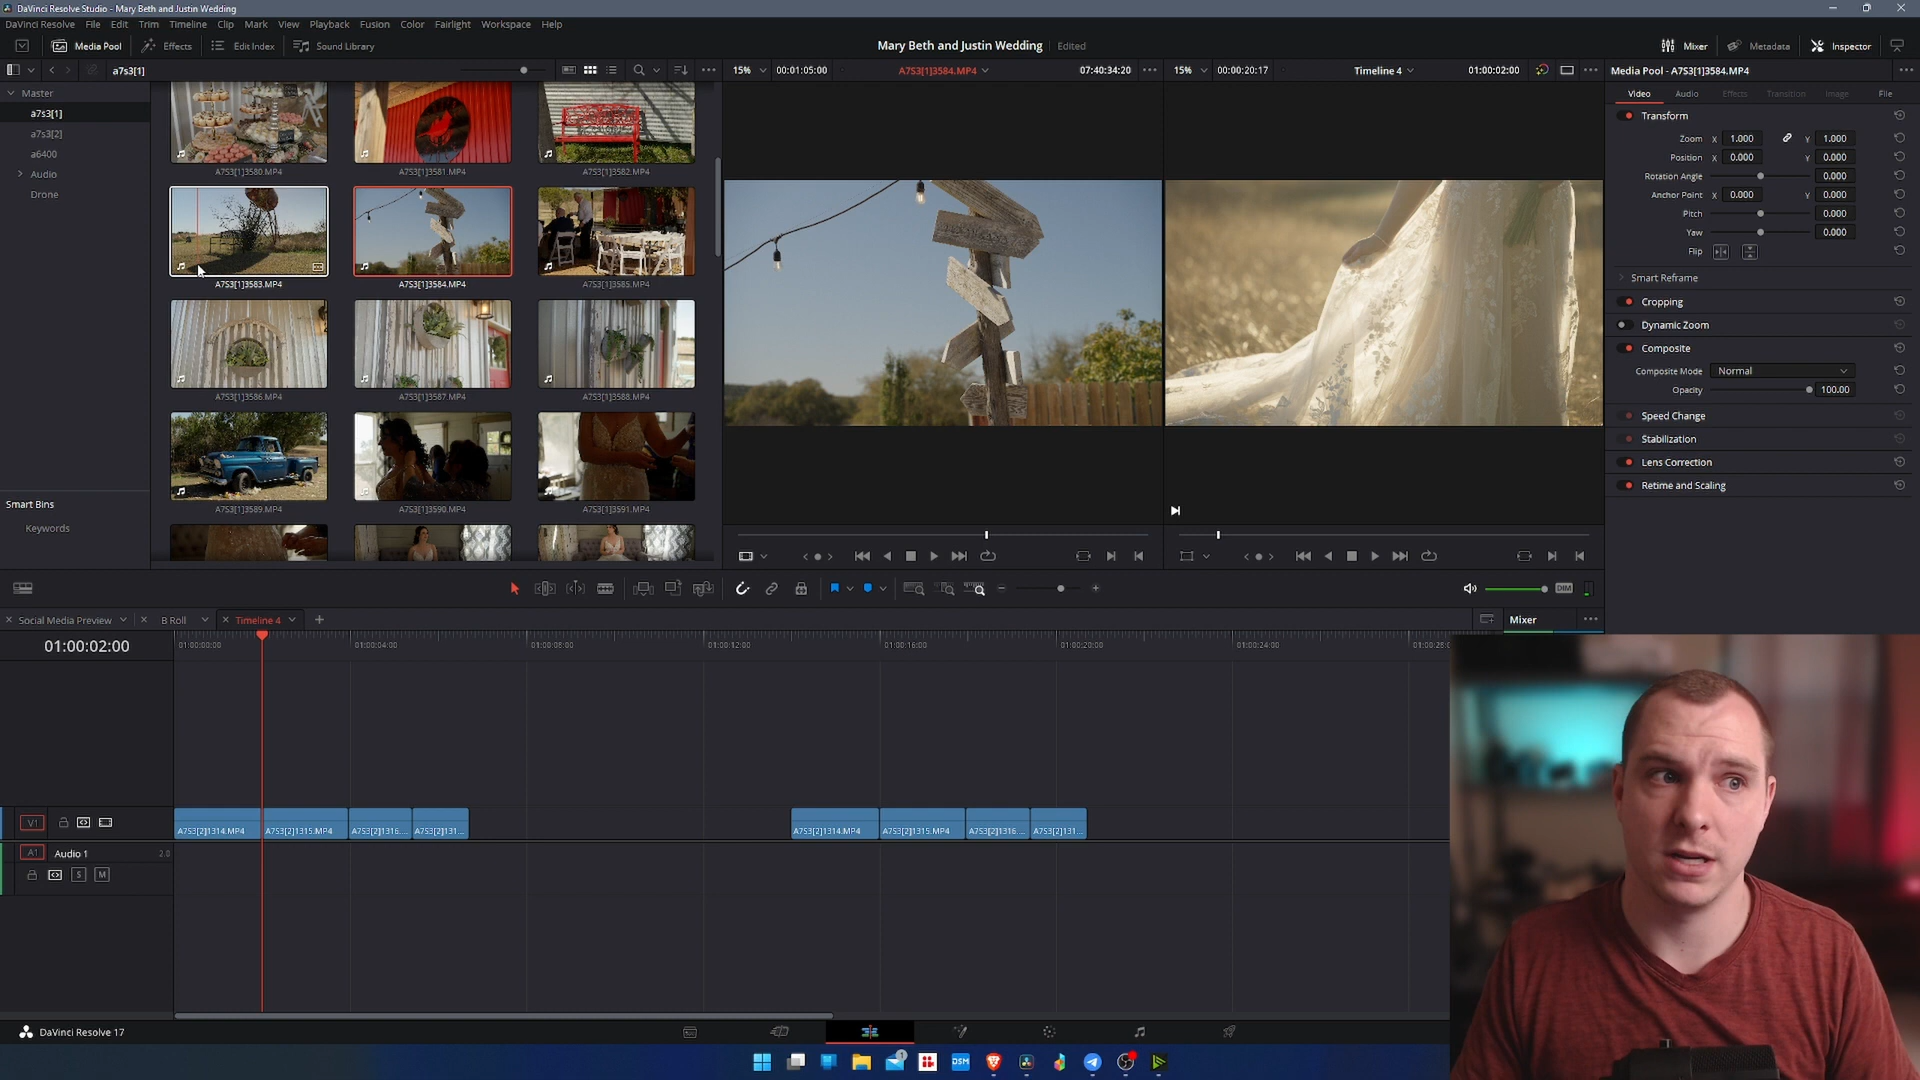 DaVinci Resolve Studio - Mary Beth and Justin Wedding
DaVinci Resolve File Edit Trim Timeline Clip Mark View Playback Fusion Color Fairlight Workspace Help
Media Pool Effects Edit Index Sound Library Mary Beth and Justin Wedding Edited Mixer Metadata Inspector
a7s3[1] 15% 00:01:05:00 A7S3[1]3584.MP4 07:40:34:20 15% 00:00:20:17 Timeline 4 01:00:02:00 Media Pool - A7S3[1]3584.MP4
Master
a7s3[1]
a7s3[2]
a6400
Audio
Drone
Smart Bins
Keywords
A7S3[1]3580.MP4 A7S3[1]3581.MP4 A7S3[1]3582.MP4
A7S3[1]3583.MP4 A7S3[1]3584.MP4 A7S3[1]3585.MP4
A7S3[1]3586.MP4 A7S3[1]3587.MP4 A7S3[1]3588.MP4
A7S3[1]3589.MP4 A7S3[1]3590.MP4 A7S3[1]3591.MP4
Video Audio Effects Transition Image File
Transform
Zoom X 1.000 Y 1.000
Position X 0.000 Y 0.000
Rotation Angle 0.000
Anchor Point X 0.000 Y 0.000
Pitch 0.000
Yaw 0.000
Flip
Smart Reframe
Cropping
Dynamic Zoom
Composite
Composite Mode Normal
Opacity 100.00
Speed Change
Stabilization
Lens Correction
Retime and Scaling
DIM
Social Media Preview B Roll Timeline 4 Mixer
01:00:02:00 01:00:00:00 01:00:04:00 01:00:08:00 01:00:12:00 01:00:16:00 01:00:20:00 01:00:24:00 01:00:28:0
V1 A7S3[2]1314.MP4 A7S3[2]1315.MP4 A7S3[2]1316.... A7S3[2]131... A7S3[2]1314.MP4 A7S3[2]1315.MP4 A7S3[2]1316.... A7S3[2]131...
A1 Audio 1 2.0
S M
DaVinci Resolve 17
1
DSM